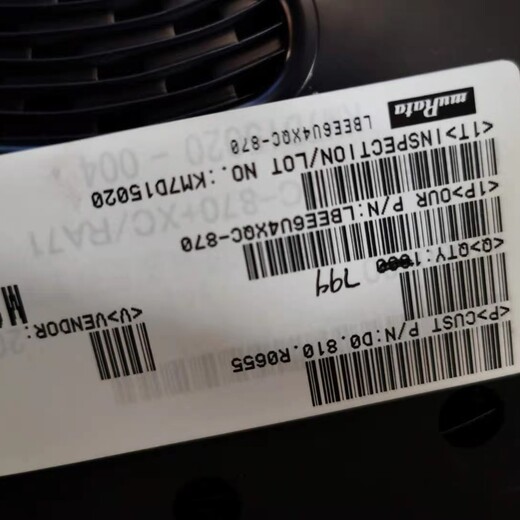 <P>CUST P/N:D0.810.R0655
<Q>QTY:1000 794
<V>VENDOR:
<1P>OUR P/N:LBEE6U4XQC-870
<1T>INSPECTION/LOT NO.:KM7D15020
LBEE6U4XQC-870
muRata